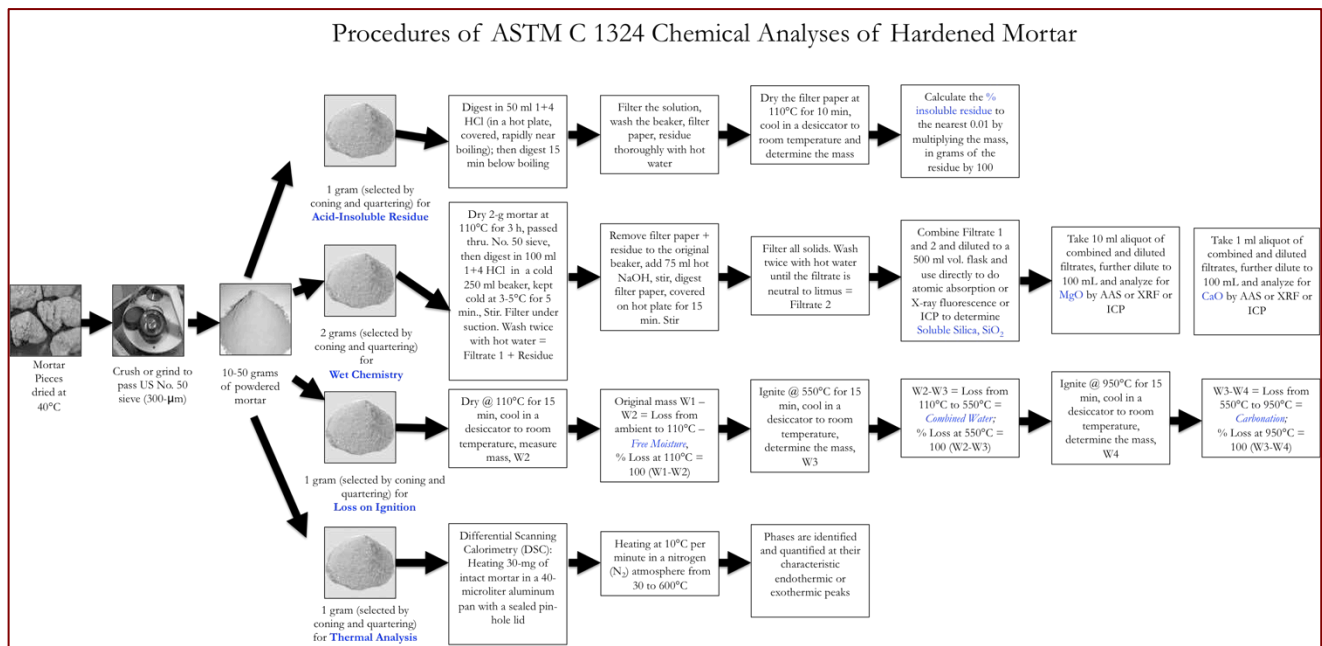 Procedures of ASTM C 1324 Chemical Analyses of Hardened Mortar
Mortar
Pieces
dried at
40°C
Crush or grind to
pass US No. 50
sieve (300-μm)
10-50 grams
of powdered
mortar
1 gram (selected by
coning and quartering) for
Acid-Insoluble Residue
Digest in 50 ml 1+4
HCl (in a hot plate,
covered, rapidly near
boiling); then digest 15
min below boiling
Filter the solution,
wash the beaker, filter
paper, residue
thoroughly with hot
water
Dry the filter paper at
110°C for 10 min,
cool in a desiccator to
room temperature and
determine the mass
Calculate the %
insoluble residue to
the nearest 0.01 by
multiplying the mass,
in grams of the
residue by 100
2 grams (selected by
coning and quartering)
for
Wet Chemistry
Dry 2-g mortar at
110°C for 3 h, passed
thru. No. 50 sieve,
then digest in 100 ml
1+4 HCl in a cold
250 ml beaker, kept
cold at 3-5°C for 5
min., Stir. Filter under
suction. Wash twice
with hot water =
Filtrate 1 + Residue
Remove filter paper +
residue to the original
beaker, add 75 ml hot
NaOH, stir, digest
filter paper, covered
on hot plate for 15
min. Stir
Filter all solids. Wash
twice with hot water
until the filtrate is
neutral to litmus =
Filtrate 2
Combine Filtrate 1
and 2 and diluted to a
500 ml vol. flask and
use directly to do
atomic absorption or
X-ray fluorescence or
ICP to determine
Soluble Silica, SiO₂
Take 10 ml aliquot of
combined and diluted
filtrates, further dilute to
100 mL and analyze for
MgO by AAS or XRF or
ICP
Take 1 ml aliquot of
combined and diluted
filtrates, further dilute to
100 mL and analyze for
CaO by AAS or XRF or
ICP
1 gram (selected by coning and
quartering) for
Loss on Ignition
Dry @ 110°C for 15
min, cool in a
desiccator to room
temperature, measure
mass, W2
Original mass W1 –
W2 = Loss from
ambient to 110°C –
Free Moisture,
% Loss at 110°C =
100 (W1-W2)
Ignite @ 550°C for 15
min, cool in a
desiccator to room
temperature,
determine the mass,
W3
W2-W3 = Loss from
110°C to 550°C =
Combined Water;
% Loss at 550°C =
100 (W2-W3)
Ignite @ 950°C for 15
min, cool in a
desiccator to room
temperature,
determine the mass,
W4
W3-W4 = Loss from
550°C to 950°C =
Carbonation;
% Loss at 950°C =
100 (W3-W4)
1 gram (selected by
coning and quartering)
for Thermal Analysis
Differential Scanning
Calorimetry (DSC):
Heating 30-mg of
intact mortar in a 40-
microliter aluminum
pan with a sealed pin-
hole lid
Heating at 10°C per
minute in a nitrogen
(N₂) atmosphere from
30 to 600°C
Phases are identified
and quantified at their
characteristic
endothermic or
exothermic peaks